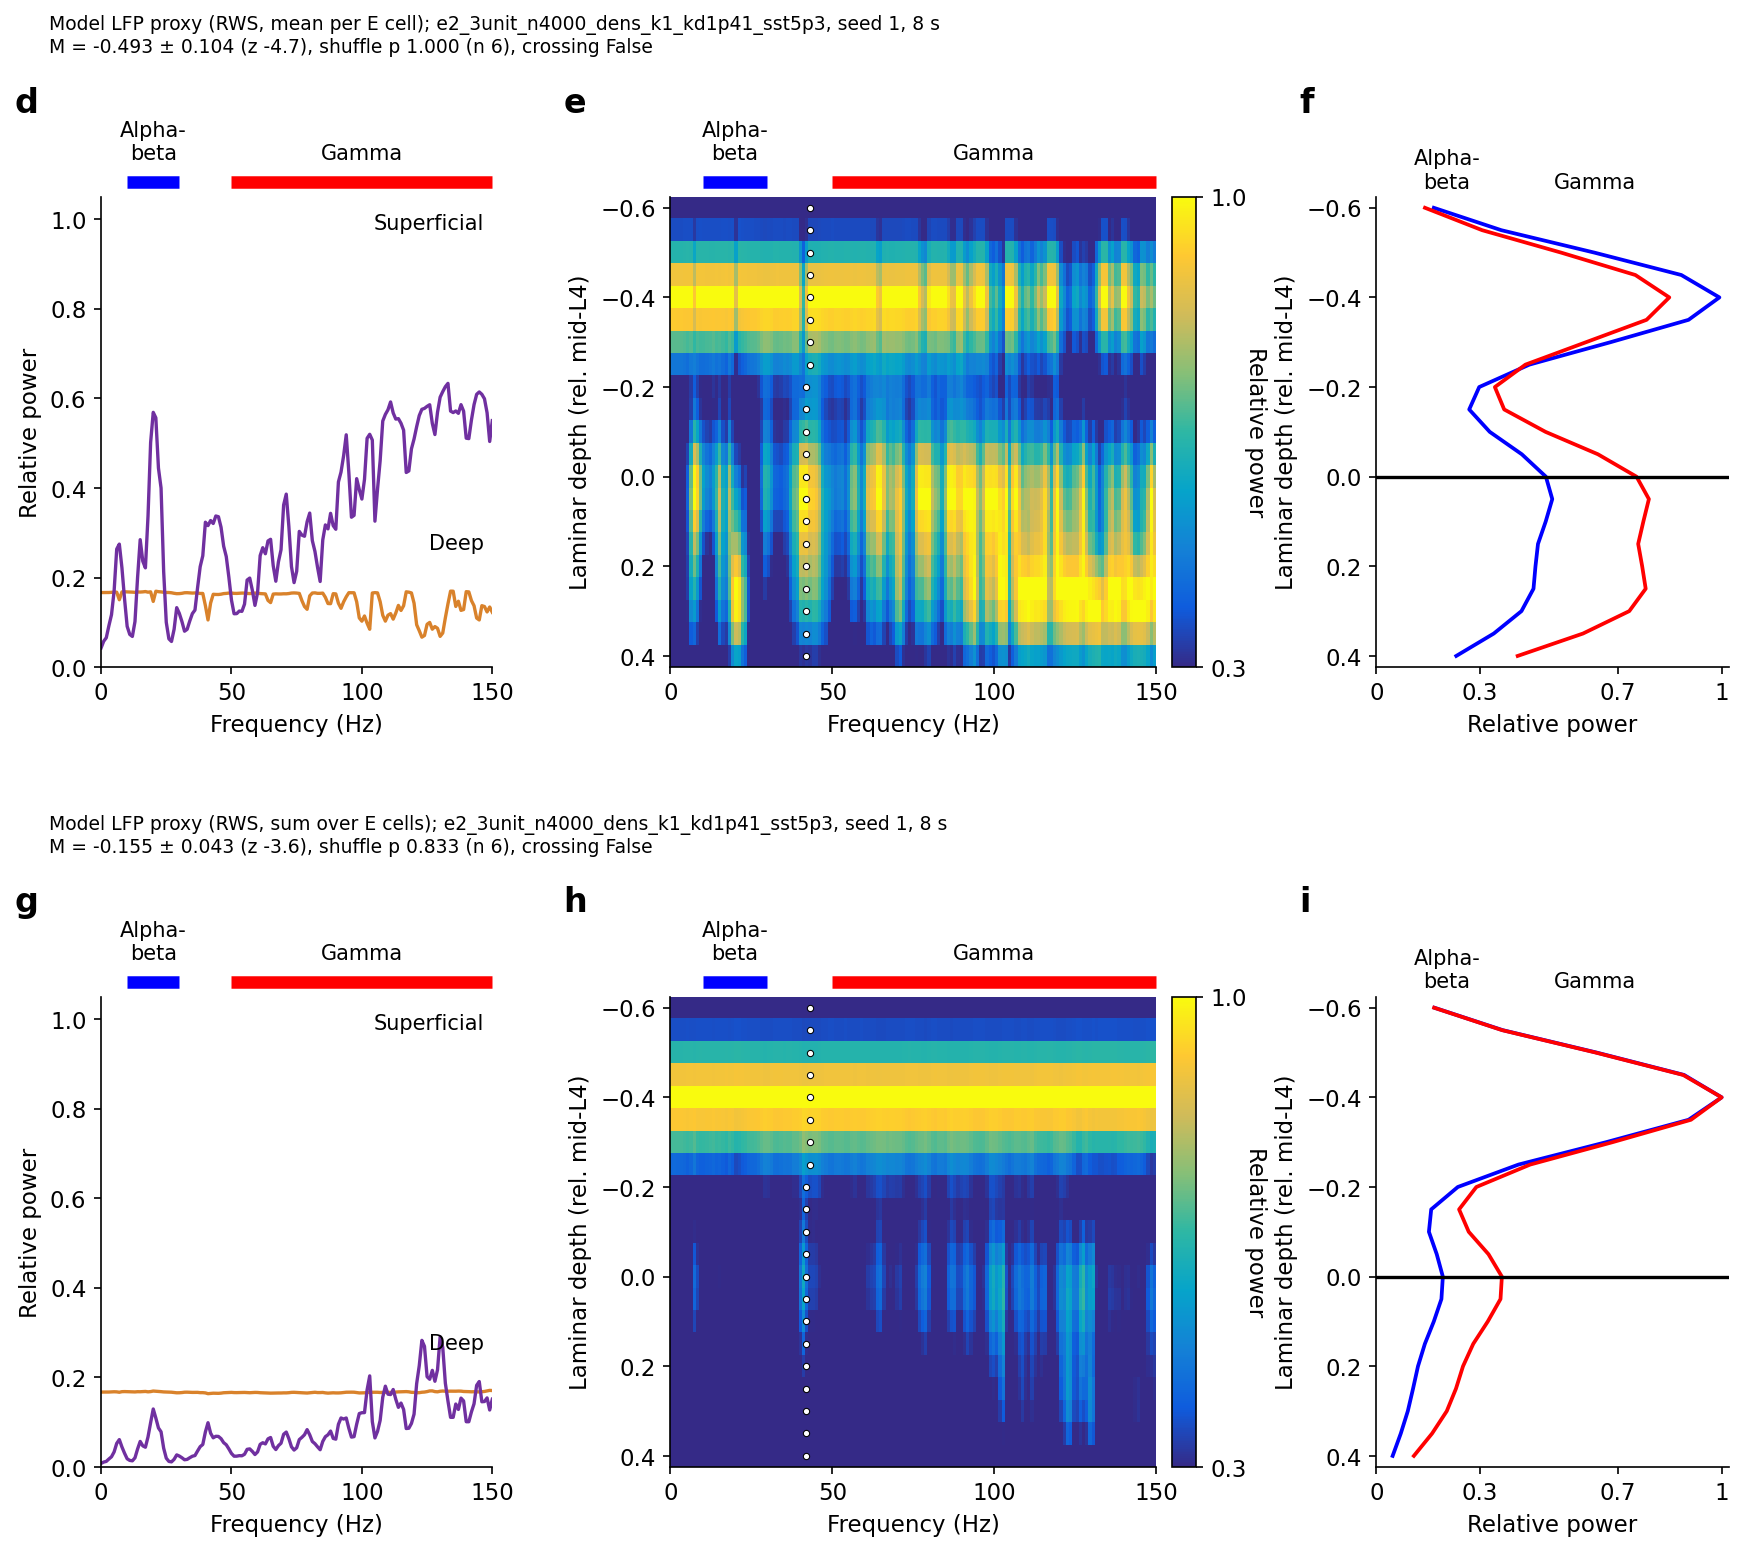 Model LFP proxy (RWS, mean per E cell); e2_3unit_n4000_dens_k1_kd1p41_sst5p3, seed 1, 8 s
M = -0.493 ± 0.104 (z -4.7), shuffle p 1.000 (n 6), crossing False
d
Alpha-
beta
Gamma
Superficial
Deep
1.0
0.8
0.6
0.4
0.2
0.0
Relative power
0 50 100 150
Frequency (Hz)
e
Alpha-
beta
Gamma
−0.6
−0.4
−0.2
0.0
0.2
0.4
Laminar depth (rel. mid-L4)
0 50 100 150
Frequency (Hz)
1.0
0.3
Relative power
f
Alpha-
beta
Gamma
−0.6
−0.4
−0.2
0.0
0.2
0.4
Laminar depth (rel. mid-L4)
0 0.3 0.7 1
Relative power
Model LFP proxy (RWS, sum over E cells); e2_3unit_n4000_dens_k1_kd1p41_sst5p3, seed 1, 8 s
M = -0.155 ± 0.043 (z -3.6), shuffle p 0.833 (n 6), crossing False
g
Alpha-
beta
Gamma
Superficial
Deep
1.0
0.8
0.6
0.4
0.2
0.0
Relative power
0 50 100 150
Frequency (Hz)
h
Alpha-
beta
Gamma
−0.6
−0.4
−0.2
0.0
0.2
0.4
Laminar depth (rel. mid-L4)
0 50 100 150
Frequency (Hz)
1.0
0.3
Relative power
i
Alpha-
beta
Gamma
−0.6
−0.4
−0.2
0.0
0.2
0.4
Laminar depth (rel. mid-L4)
0 0.3 0.7 1
Relative power